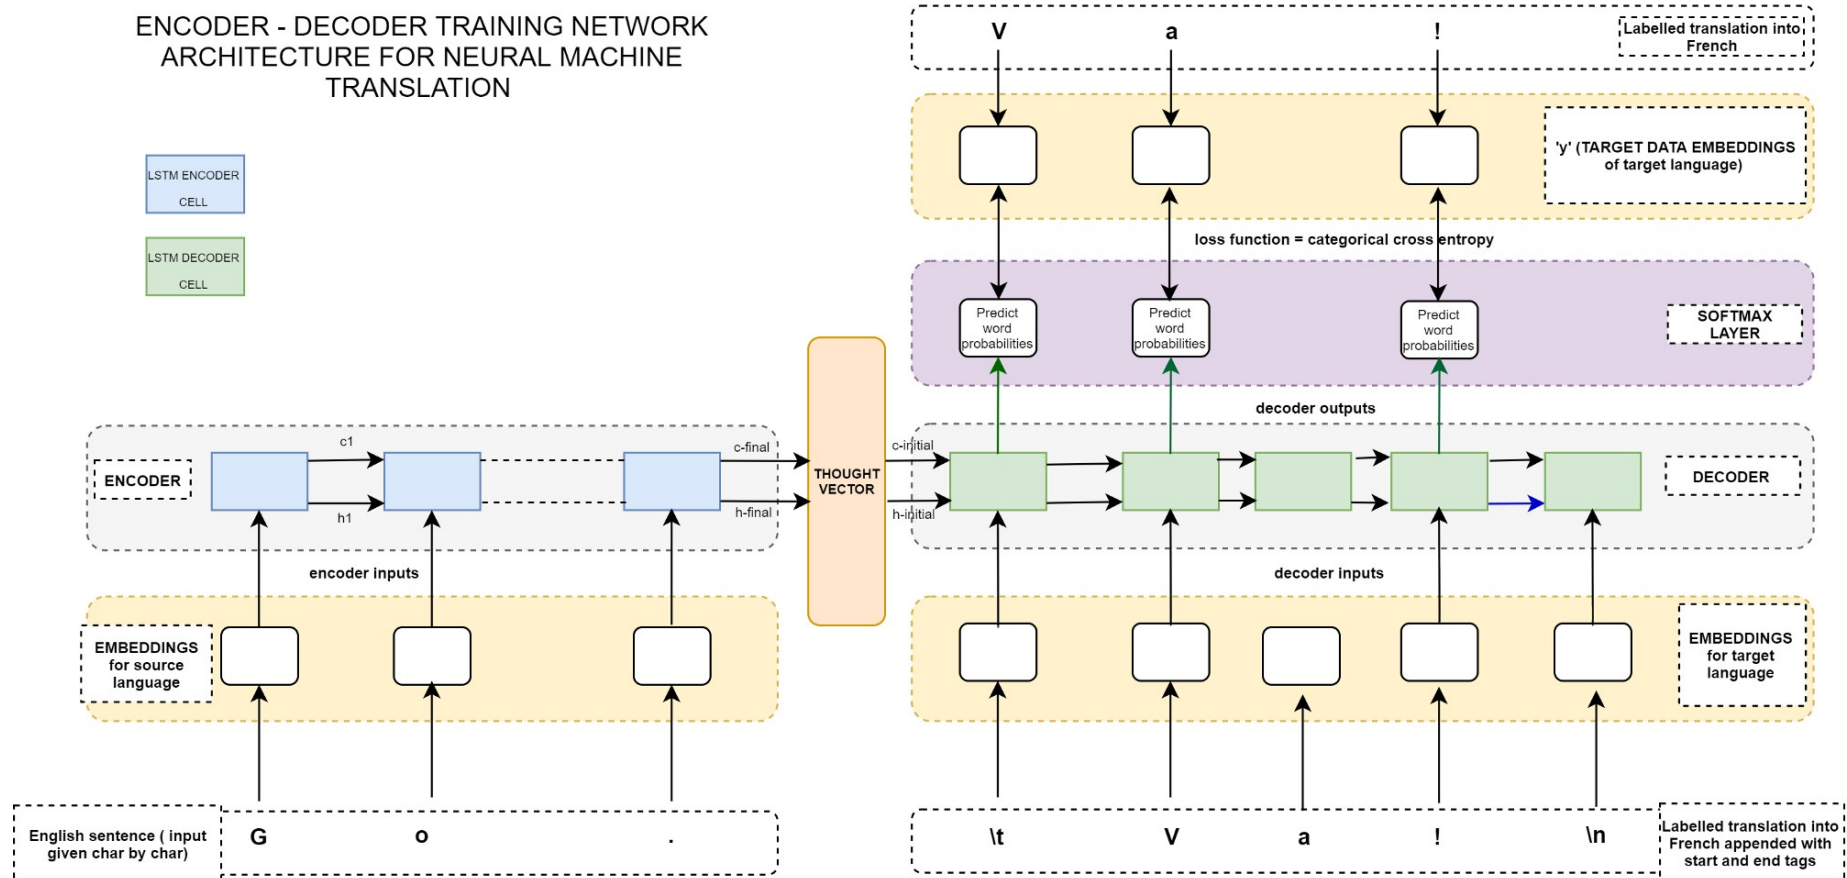 ENCODER - DECODER TRAINING NETWORK
ARCHITECTURE FOR NEURAL MACHINE
TRANSLATION
LSTM ENCODER
CELL
LSTM DECODER
CELL
V a !
Labelled translation into
French
'y' (TARGET DATA EMBEDDINGS
of target language)
loss function = categorical cross entropy
Predict
word
probabilities
Predict
word
probabilities
Predict
word
probabilities
SOFTMAX
LAYER
decoder outputs
ENCODER
c1
h1
c-final
h-final
THOUGHT
VECTOR
c-initial
h-initial
DECODER
encoder inputs
decoder inputs
EMBEDDINGS
for source
language
EMBEDDINGS
for target
language
English sentence ( input
given char by char)
G o .
\t V a ! \n
Labelled translation into
French appended with
start and end tags